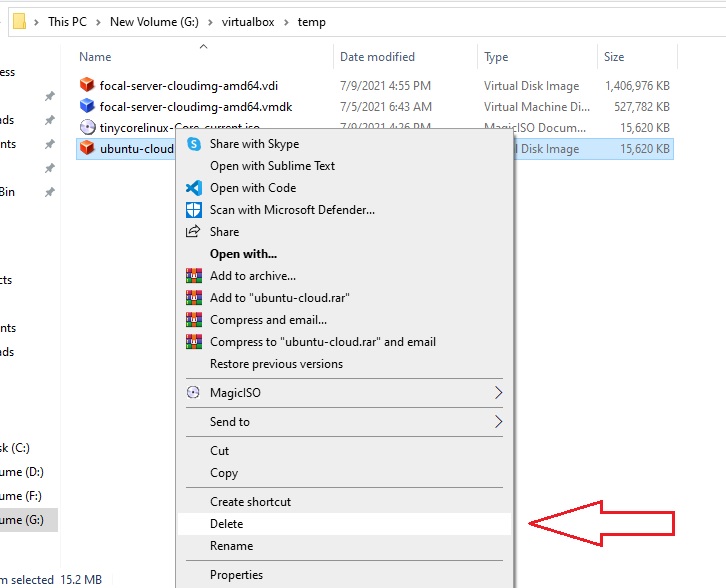 This PC > New Volume (G:) > virtualbox > temp
Name Date modified Type Size
focal-server-cloudimg-amd64.vdi 7/9/2021 4:55 PM Virtual Disk Image 1,406,976 KB
focal-server-cloudimg-amd64.vmdk 7/5/2021 6:43 AM Virtual Machine Di... 527,782 KB
tinycorelinux-Core-current.iso 7/9/2021 4:26 PM MagicISO Docum... 15,620 KB
ubuntu-cloud l Disk Image 15,620 KB
ess
nds
nts
Bin
cts
nts
ds
sk (C:)
ume (D:)
ume (F:)
ume (G:)
Share with Skype
Open with Sublime Text
Open with Code
Scan with Microsoft Defender...
Share
Open with...
Add to archive...
Add to "ubuntu-cloud.rar"
Compress and email...
Compress to "ubuntu-cloud.rar" and email
Restore previous versions
MagicISO
Send to
Cut
Copy
Create shortcut
Delete
Rename
Properties
m selected 15.2 MB